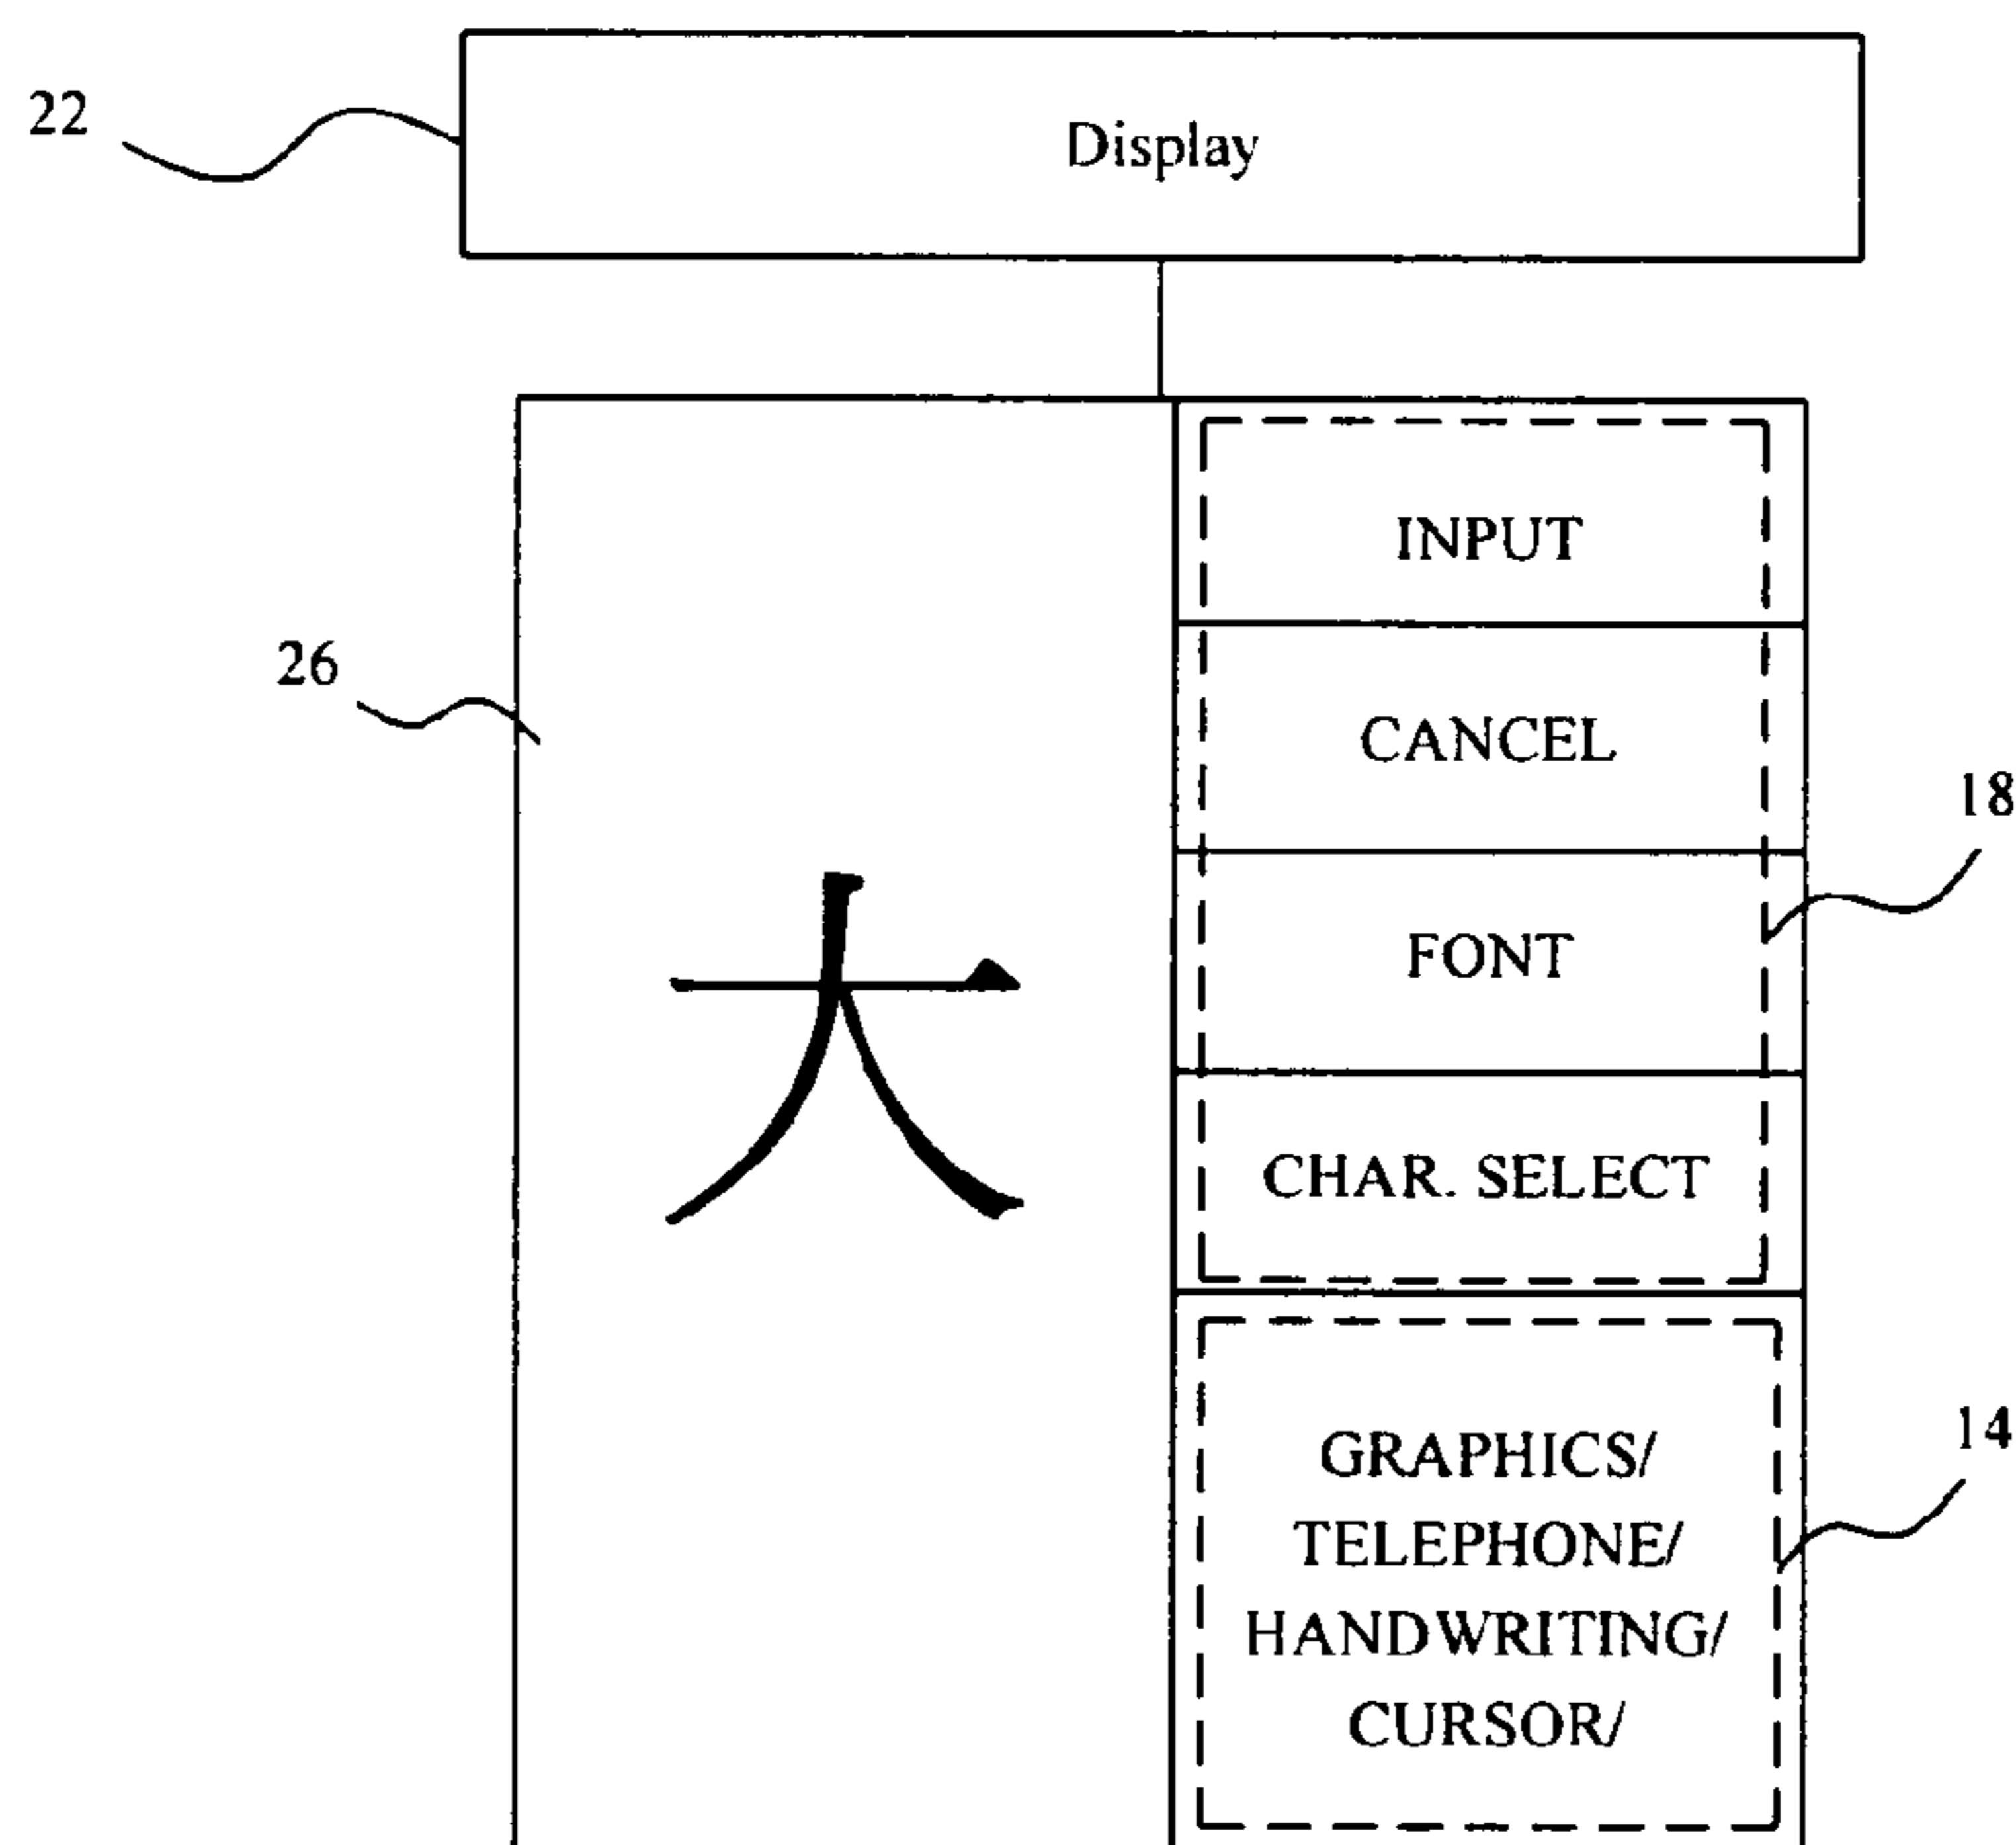 22
Display
INPUT
26
CANCEL
18
FONT
大
CHAR. SELECT
14
GRAPHICS/
TELEPHONE/
HANDWRITING/
CURSOR/